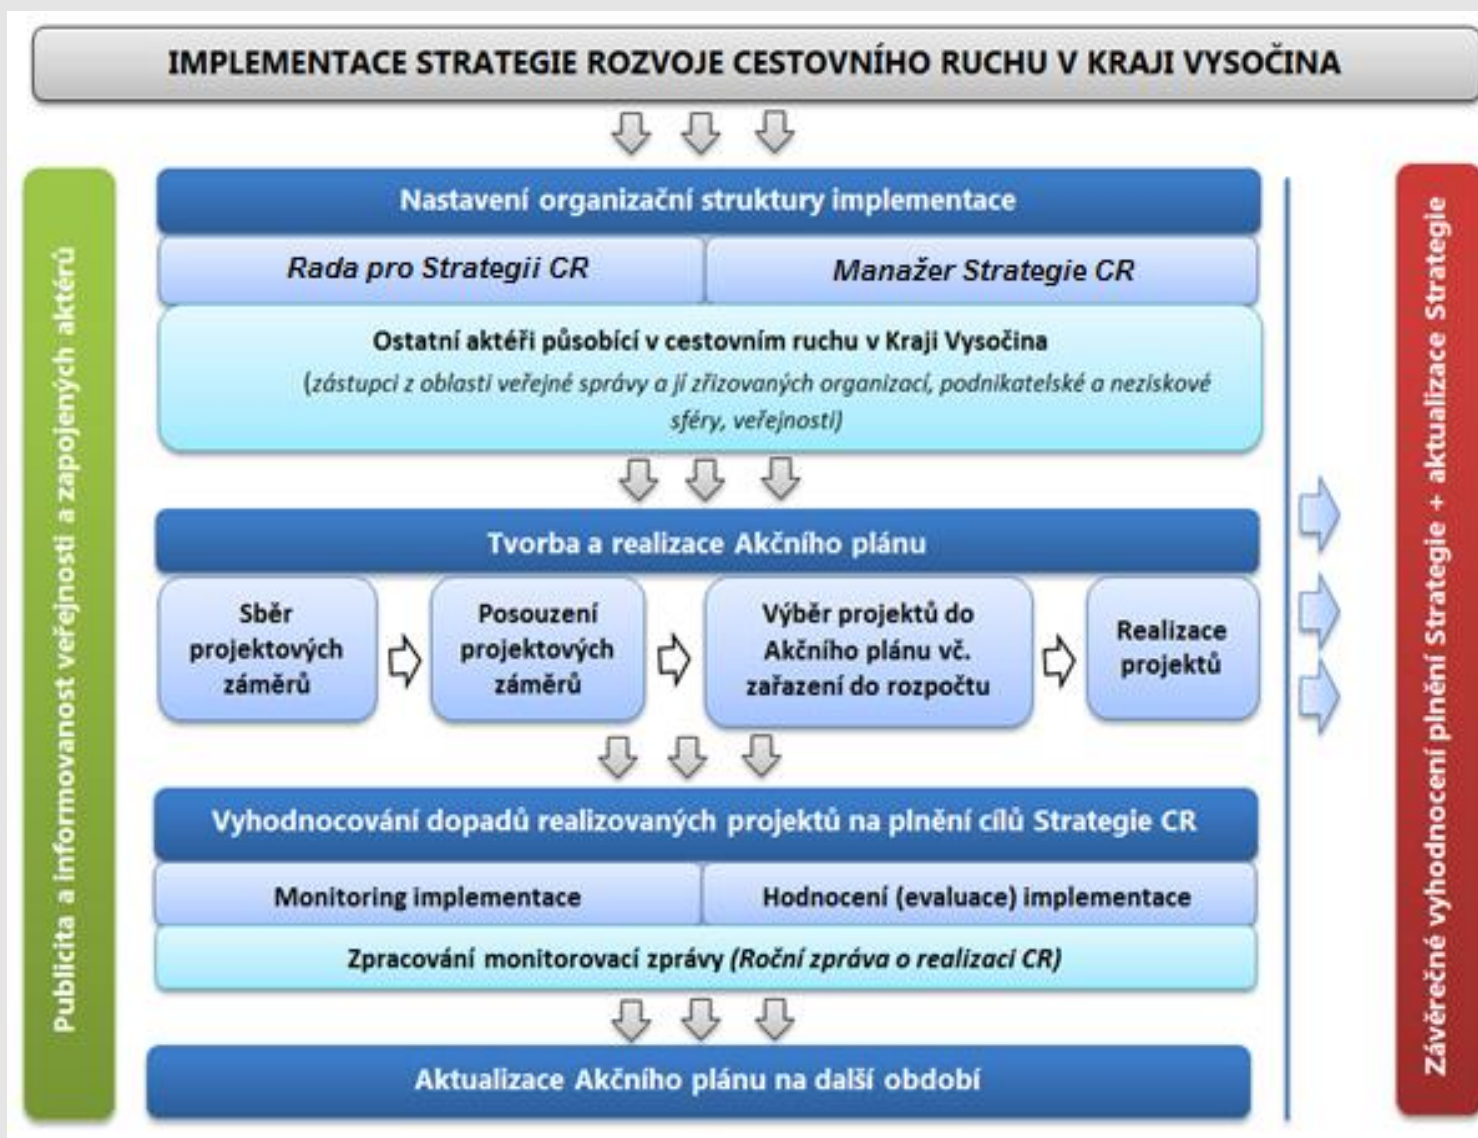 IMPLEMENTACE STRATEGIE ROZVOJE CESTOVNÍHO RUCHU V KRAJI VYSOČINA
Publicita a informovanost veřejnosti a zapojených aktérů
Nastavení organizační struktury implementace
Rada pro Strategii CR
Manažer Strategie CR
Ostatní aktéři působící v cestovním ruchu v Kraji Vysočina
(zástupci z oblasti veřejné správy a jí zřizovaných organizací, podnikatelské a neziskové
sféry, veřejnosti)
Tvorba a realizace Akčního plánu
Sběr
projektových
záměrů
Posouzení
projektových
záměrů
Výběr projektů do
Akčního plánu vč.
zařazení do rozpočtu
Realizace
projektů
Vyhodnocování dopadů realizovaných projektů na plnění cílů Strategie CR
Monitoring implementace
Hodnocení (evaluace) implementace
Zpracování monitorovací zprávy (Roční zpráva o realizaci CR)
Aktualizace Akčního plánu na další období
Závěrečné vyhodnocení plnění Strategie + aktualizace Strategie